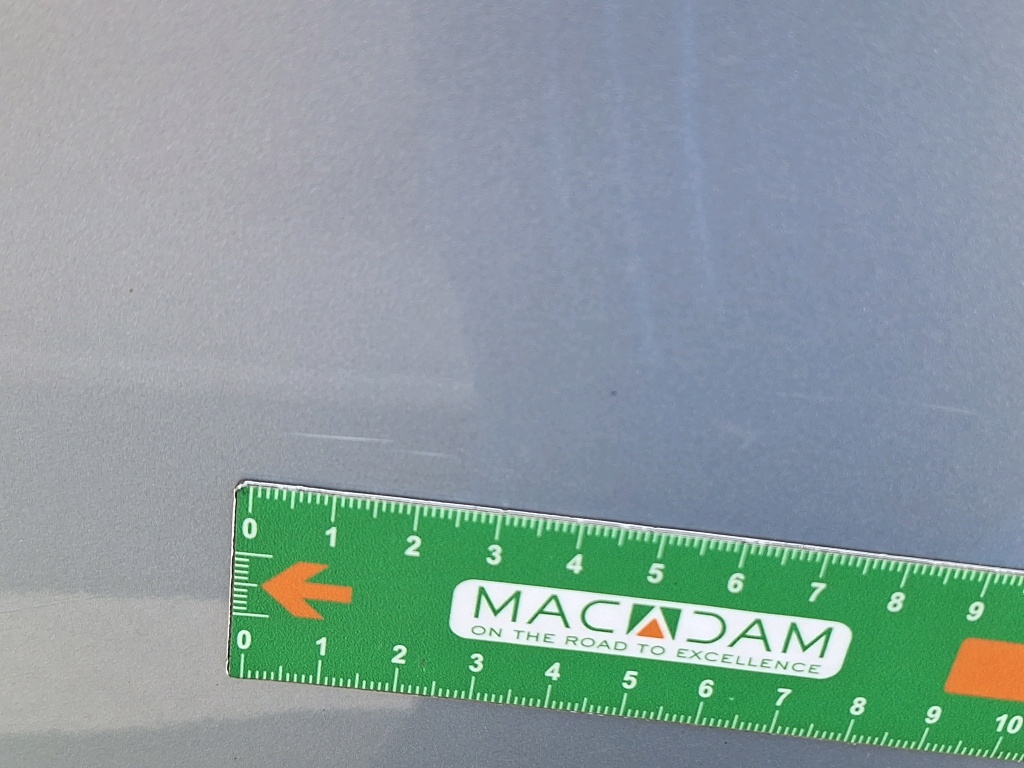 0 1 2 3 4 5 6 7 8 9
MACADAM
ON THE ROAD TO EXCELLENCE
0 1 2 3 4 5 6 7 8 9 10